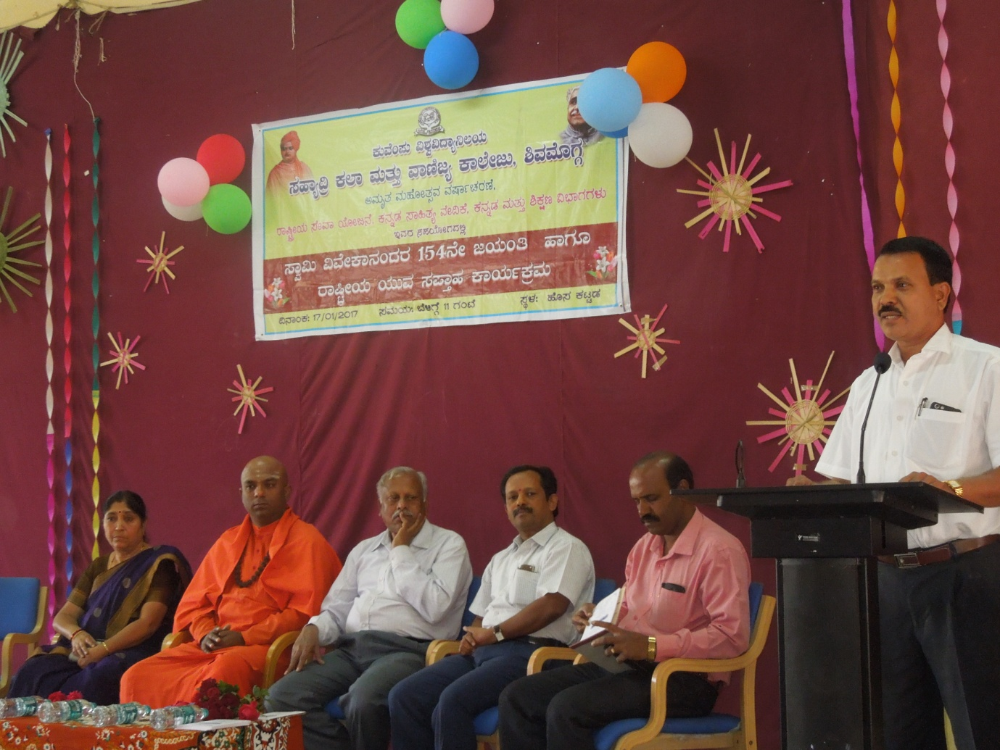 ಕುವೆಂಪು ವಿಶ್ವವಿದ್ಯಾನಿಲಯ
ಸಹ್ಯಾದ್ರಿ ಕಲಾ ಮತ್ತು ವಾಣಿಜ್ಯ ಕಾಲೇಜು, ಶಿವಮೊಗ್ಗ
ಅಮೃತ ಮಹೋತ್ಸವ ವರ್ಷಾಚರಣೆ,
ರಾಷ್ಟ್ರೀಯ ಸೇವಾ ಯೋಜನೆ, ಕನ್ನಡ ಸಾಹಿತ್ಯ ವೇದಿಕೆ, ಕನ್ನಡ ಮತ್ತು ಶಿಕ್ಷಣ ವಿಭಾಗಗಳು
ಇವರ ಸಹಯೋಗದಲ್ಲಿ
ಸ್ವಾಮಿ ವಿವೇಕಾನಂದರ 154ನೇ ಜಯಂತಿ ಹಾಗೂ
ರಾಷ್ಟ್ರೀಯ ಯುವ ಸಪ್ತಾಹ ಕಾರ್ಯಕ್ರಮ
ದಿನಾಂಕ: 17/01/2017 ಸಮಯ: ಬೆಳಿಗ್ಗೆ 11 ಗಂಟೆ ಸ್ಥಳ: ಹೊಸ ಕಟ್ಟಡ